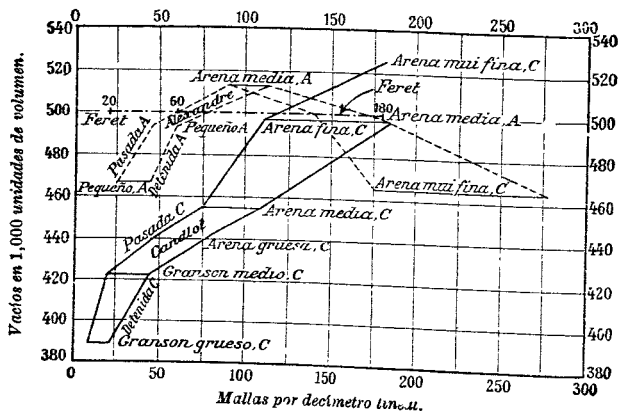 0 50 100 150 200 250 300
540 540
520 520
500 500
480 480
460 460
440 440
420 420
400 400
380 380
0 50 100 150 200 250 300
Vacíos en 1,000 unidades de volumen.
Mallas por decímetro
Arena mui fina, C
Arena media, A
Feret
20
60
180
Feret
Alexandre
Pequeño A
Arena fina, C
Arena media, A
Pasada A
Detenida A
Pequeño, A
Arena mui fina, C
Pasada C
Candlot
Arena media, C
Arena gruesa, C
Granson medio, C
Detenida C
Granson grueso, C